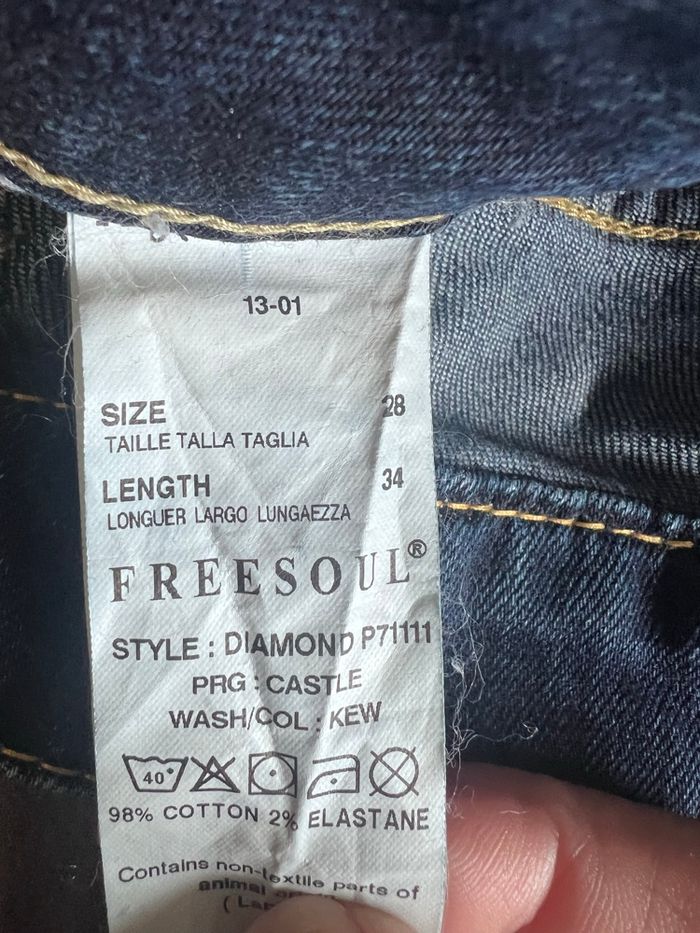 13-01
SIZE 28
TAILLE TALLA TAGLIA
LENGTH 34
LONGUER LARGO LUNGAEZZA
FREESOUL®
STYLE : DIAMOND P71111
PRG : CASTLE
WASH/COL : KEW
40°
98% COTTON 2% ELASTANE
Contains non-textile parts of
animal